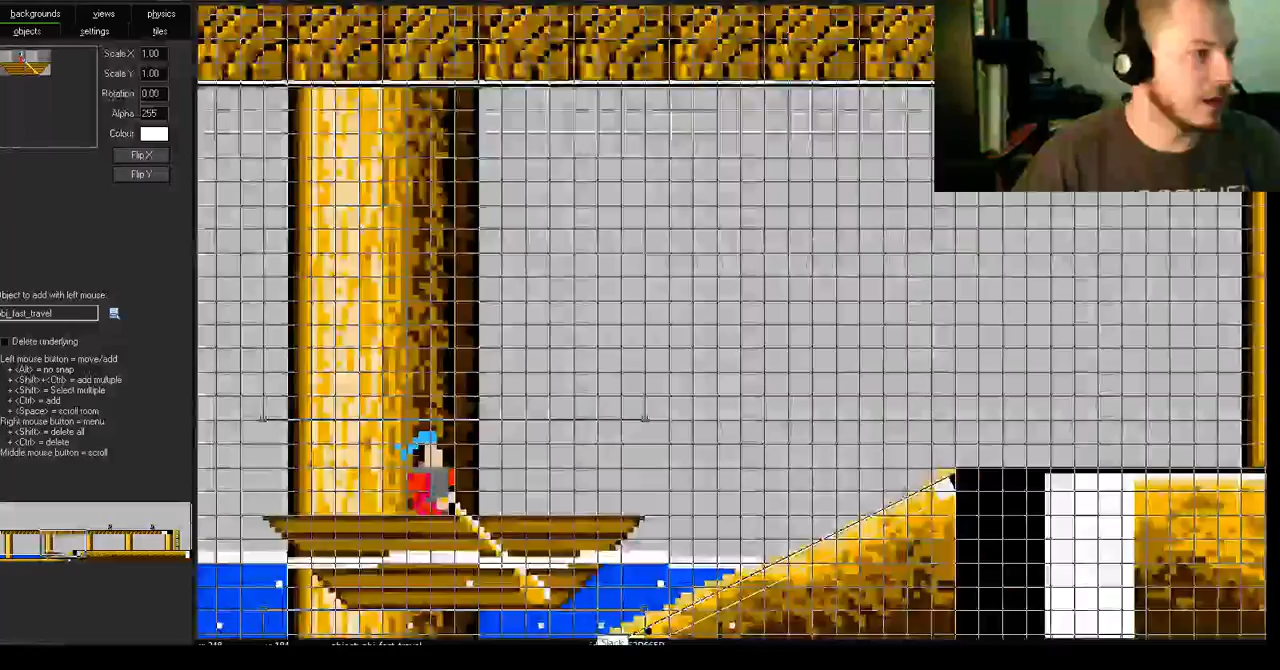 backgrounds views physics
objects settings tiles
Scale X 1.00
Scale Y 1.00
Rotation 0.00
Alpha 255
Colour
Flip X
Flip Y
bject to add with left mouse:
bj_fast_travel
Delete underlying
Left mouse button = move/add
+ <Alt> = no snap
+ <Shift>+<Ctrl> = add multiple
+ <Shift> = Select multiple
+ <Ctrl> = add
+ <Space> = scroll room
Right mouse button = menu
+ <Shift> = delete all
+ <Ctrl> = delete
Middle mouse button = scroll
Slack